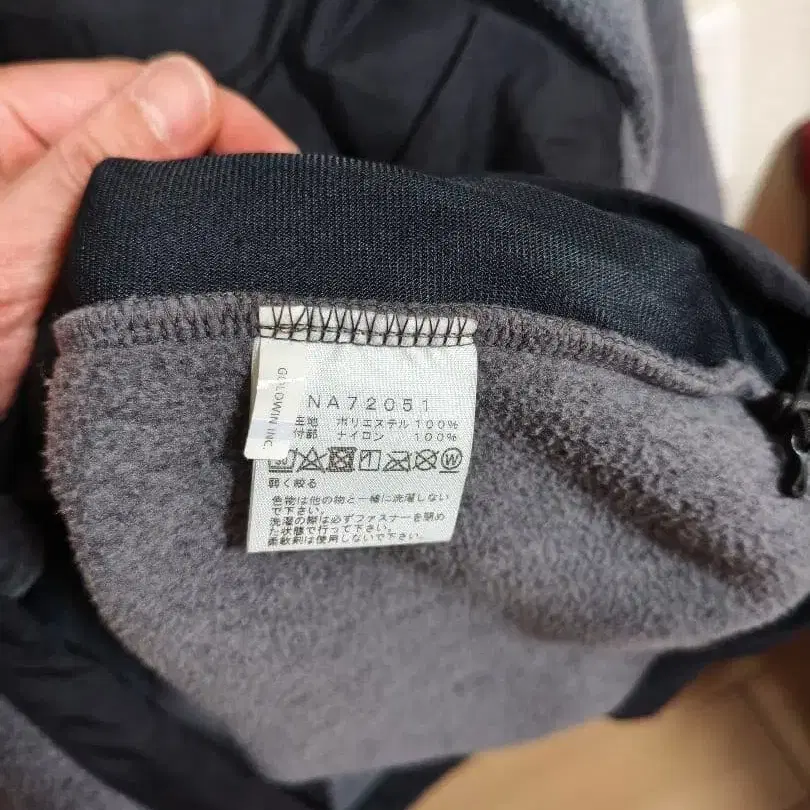 GOLDWIN INC.
NA72051
生地 ポリエステル100%
付部 ナイロン 100%
弱く絞る
色物は他の物と一緒に洗濯しない
で下さい。
洗濯の際は必ずファスナーを閉め
た状態で行って下さい。
柔軟剤は使用しないで下さい。